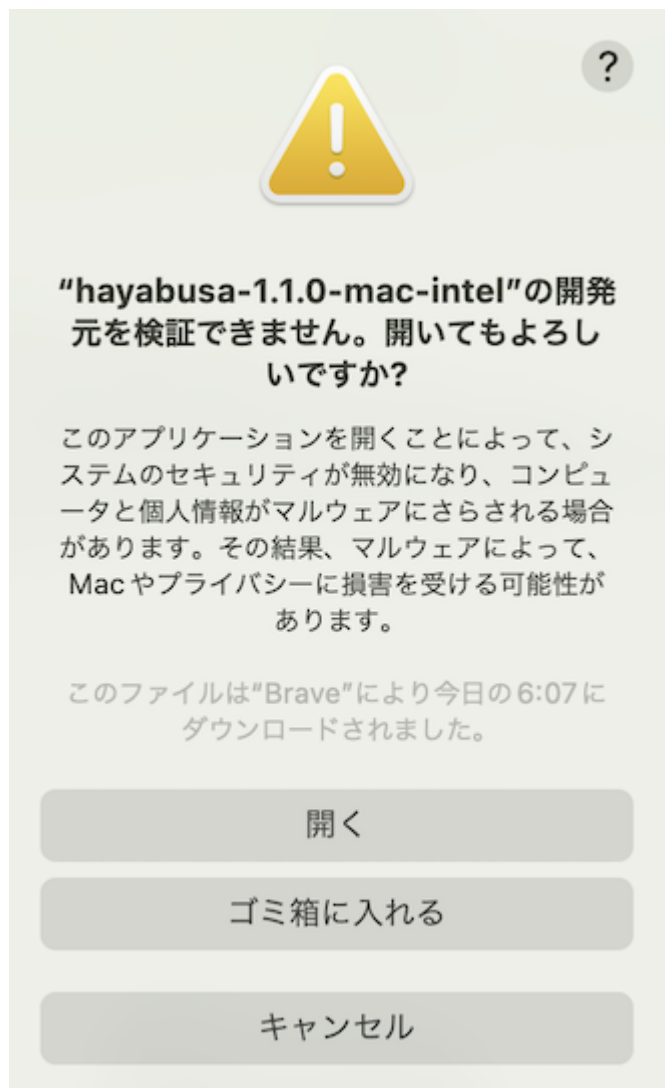 ?
“hayabusa-1.1.0-mac-intel”の開発
元を検証できません。開いてもよろし
いですか?
このアプリケーションを開くことによって、シ
ステムのセキュリティが無効になり、コンピュ
ータと個人情報がマルウェアにさらされる場合
があります。その結果、マルウェアによって、
Macやプライバシーに損害を受ける可能性が
あります。
このファイルは“Brave”により今日の6:07に
ダウンロードされました。
開く
ゴミ箱に入れる
キャンセル